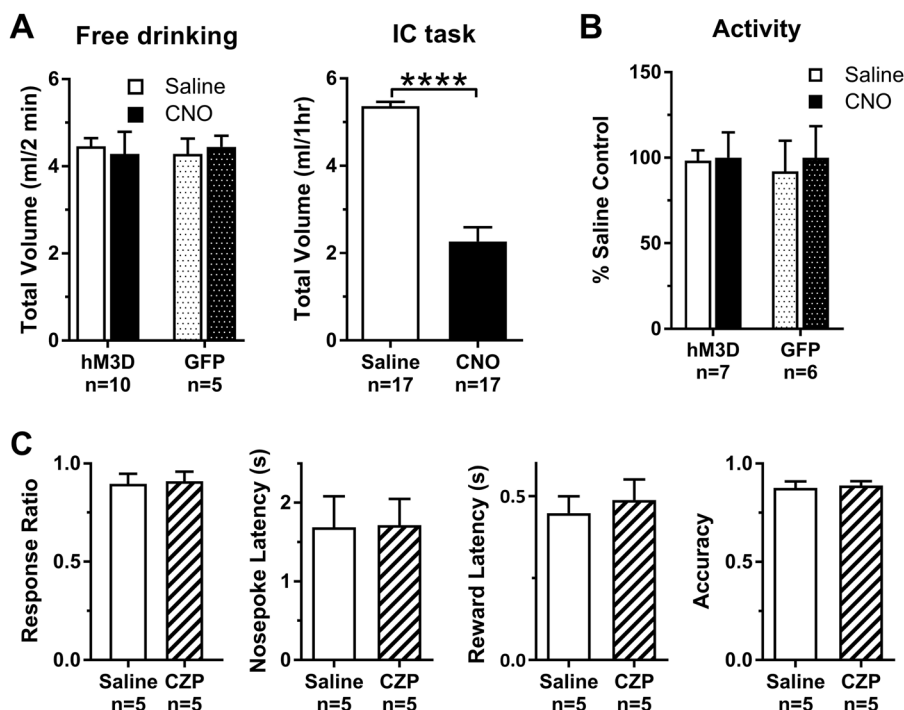 A
Free drinking
Saline
CNO
Total Volume (ml/2 min)
6
4
2
0
hM3D
n=10
GFP
n=5
IC task
****
Total Volume (ml/1hr)
6
4
2
0
Saline
n=17
CNO
n=17
B
Activity
Saline
CNO
% Saline Control
150
100
50
0
hM3D
n=7
GFP
n=6
C
Response Ratio
1.0
0.5
0.0
Saline
n=5
CZP
n=5
Nosepoke Latency (s)
2
1
0
Saline
n=5
CZP
n=5
Reward Latency (s)
0.5
0.0
Saline
n=5
CZP
n=5
Accuracy
1.0
0.5
0.0
Saline
n=5
CZP
n=5